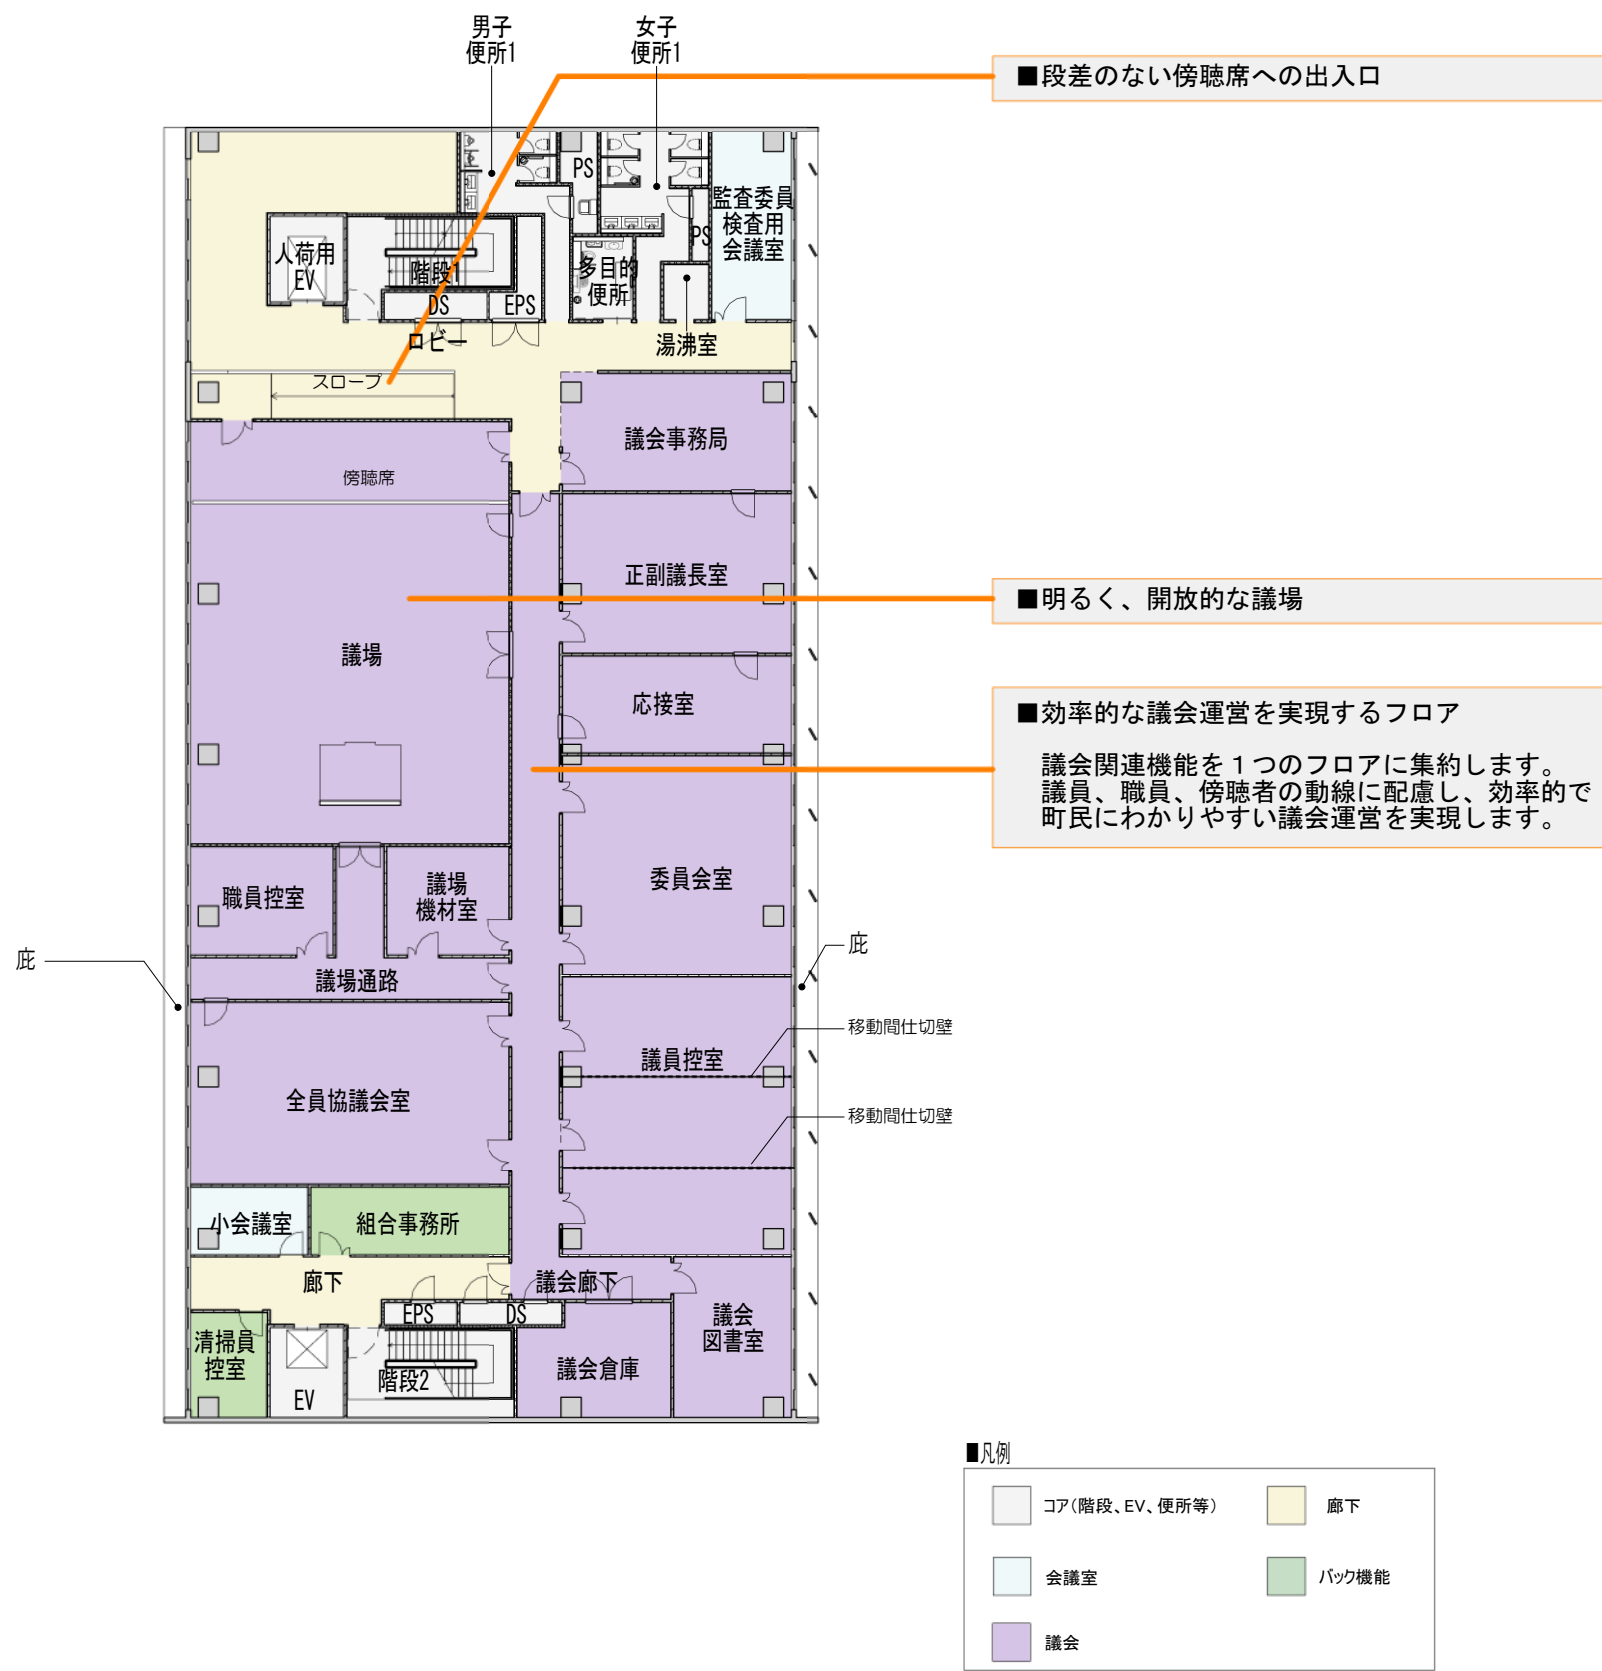 男子
便所1
女子
便所1
■段差のない傍聴席への出入口
PS
監査委員
検査用
会議室
PS
人荷用
EV
階段1
多目的
便所
DS
EPS
ロビー
湯沸室
スロープ
議会事務局
傍聴席
正副議長室
■明るく、開放的な議場
議場
応接室
■効率的な議会運営を実現するフロア
議会関連機能を１つのフロアに集約します。
議員、職員、傍聴者の動線に配慮し、効率的で
町民にわかりやすい議会運営を実現します。
職員控室
議場
機材室
委員会室
庇
庇
議場通路
移動間仕切壁
議員控室
全員協議会室
移動間仕切壁
小会議室
組合事務所
廊下
議会廊下
EPS
DS
清掃員
控室
議会
図書室
EV
階段2
議会倉庫
■凡例
コア(階段、EV、便所等)
廊下
会議室
バック機能
議会